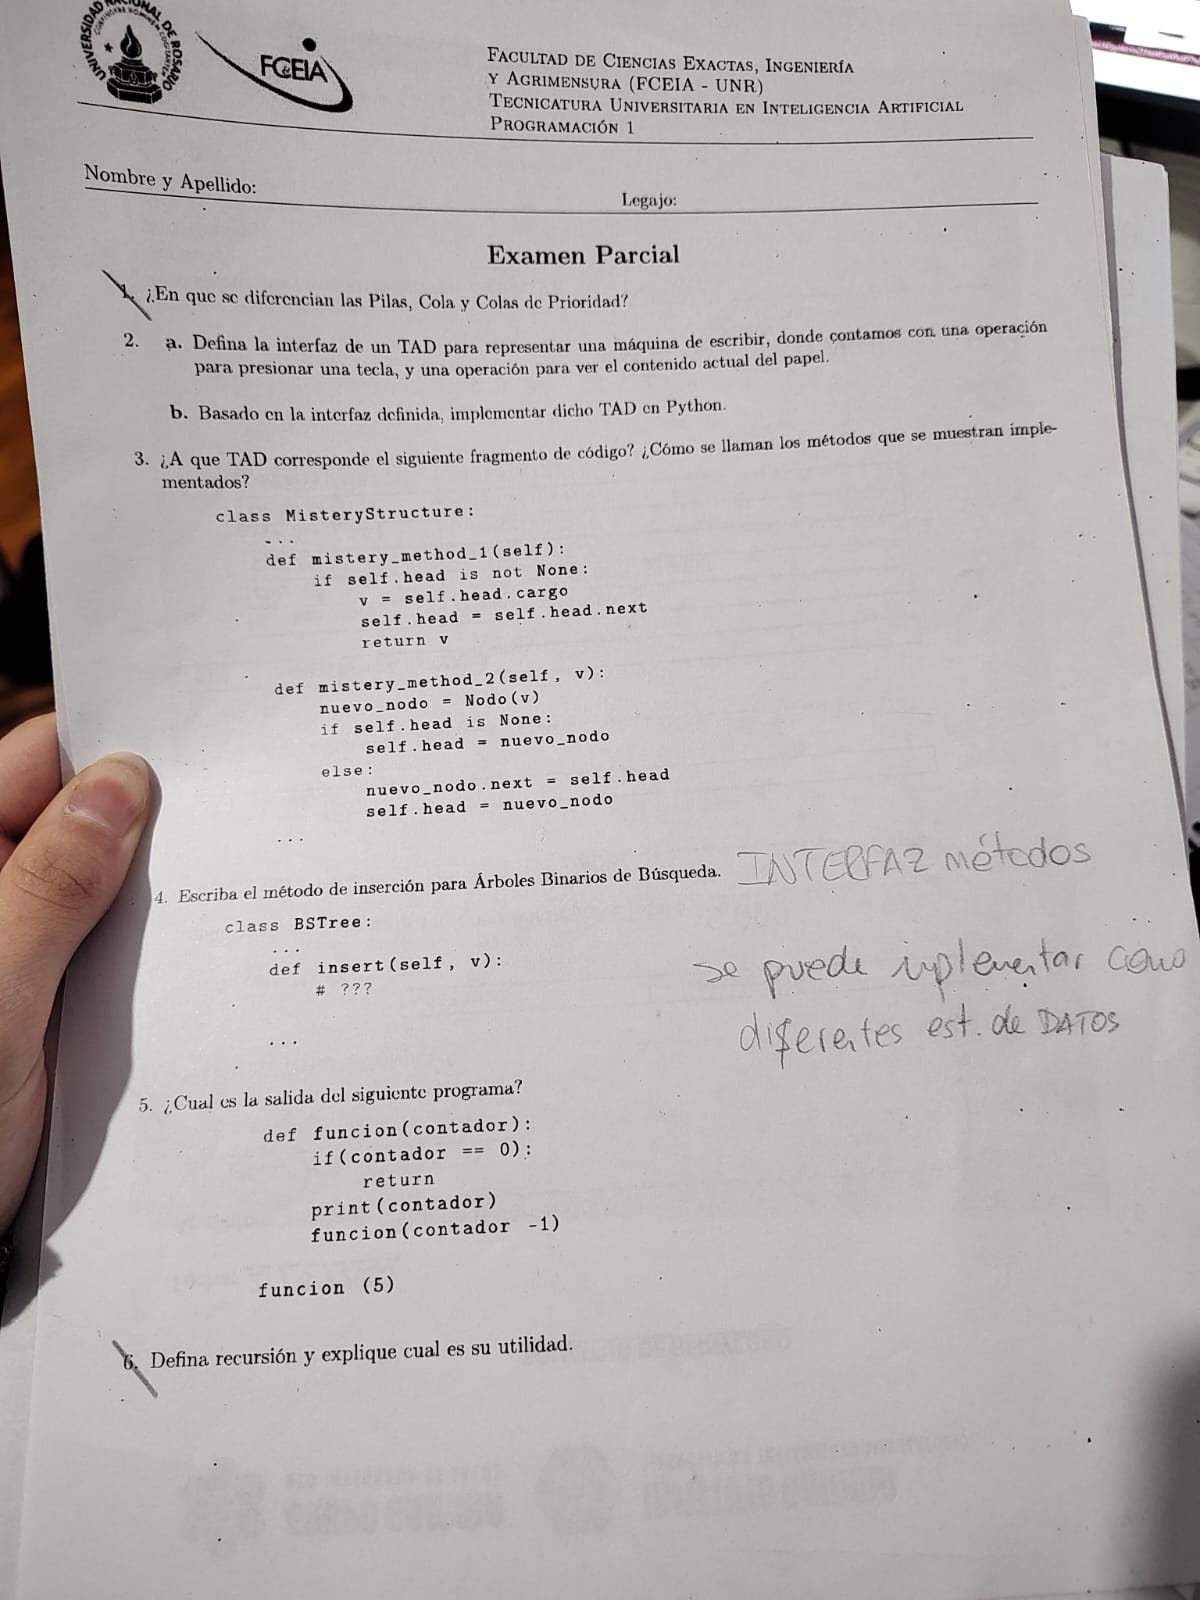 UNIVERSIDAD NACIONAL DE ROSARIO
FCEIA
Facultad de Ciencias Exactas, Ingeniería
y Agrimensura (FCEIA - UNR)
Tecnicatura Universitaria en Inteligencia Artificial
Programación 1
Nombre y Apellido:
Legajo:
Examen Parcial
1. ¿En que se diferencian las Pilas, Cola y Colas de Prioridad?
2. a. Defina la interfaz de un TAD para representar una máquina de escribir, donde contamos con una operación
para presionar una tecla, y una operación para ver el contenido actual del papel.
b. Basado en la interfaz definida, implementar dicho TAD en Python.
3. ¿A que TAD corresponde el siguiente fragmento de código? ¿Cómo se llaman los métodos que se muestran imple-
mentados?
class MisteryStructure:
...
def mistery_method_1(self):
if self.head is not None:
v = self.head.cargo
self.head = self.head.next
return v
def mistery_method_2(self, v):
nuevo_nodo = Nodo(v)
if self.head is None:
self.head = nuevo_nodo
else:
nuevo_nodo.next = self.head
self.head = nuevo_nodo
...
4. Escriba el método de inserción para Árboles Binarios de Búsqueda. INTERFAZ métodos
class BSTree:
...
def insert(self, v):
# ???
...
se puede inplementar como
diferentes est. de DATOS
5. ¿Cual es la salida del siguiente programa?
def funcion(contador):
if(contador == 0):
return
print(contador)
funcion(contador -1)
funcion (5)
6. Defina recursión y explique cual es su utilidad.